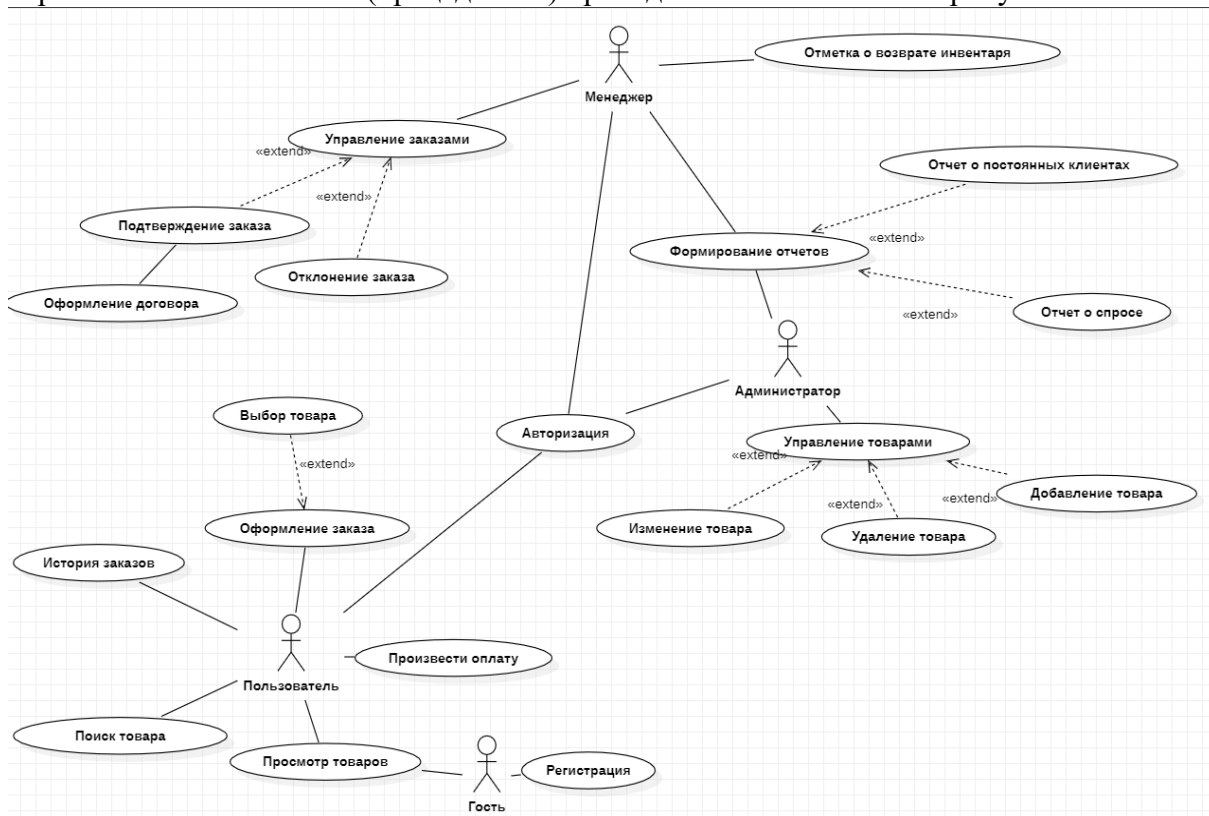 Отметка о возврате инвентаря
Менеджер
Управление заказами
«extend»
Отчет о постоянных клиентах
«extend»
Подтверждение заказа
«extend»
Формирование отчетов
Отклонение заказа
Оформление договора
«extend»
Отчет о спросе
Администратор
Выбор товара
Авторизация
Управление товарами
«extend»
«extend»
«extend»
Добавление товара
«extend»
Оформление заказа
Изменение товара
Удаление товара
История заказов
Произвести оплату
Пользователь
Поиск товара
Просмотр товаров
Регистрация
Гость